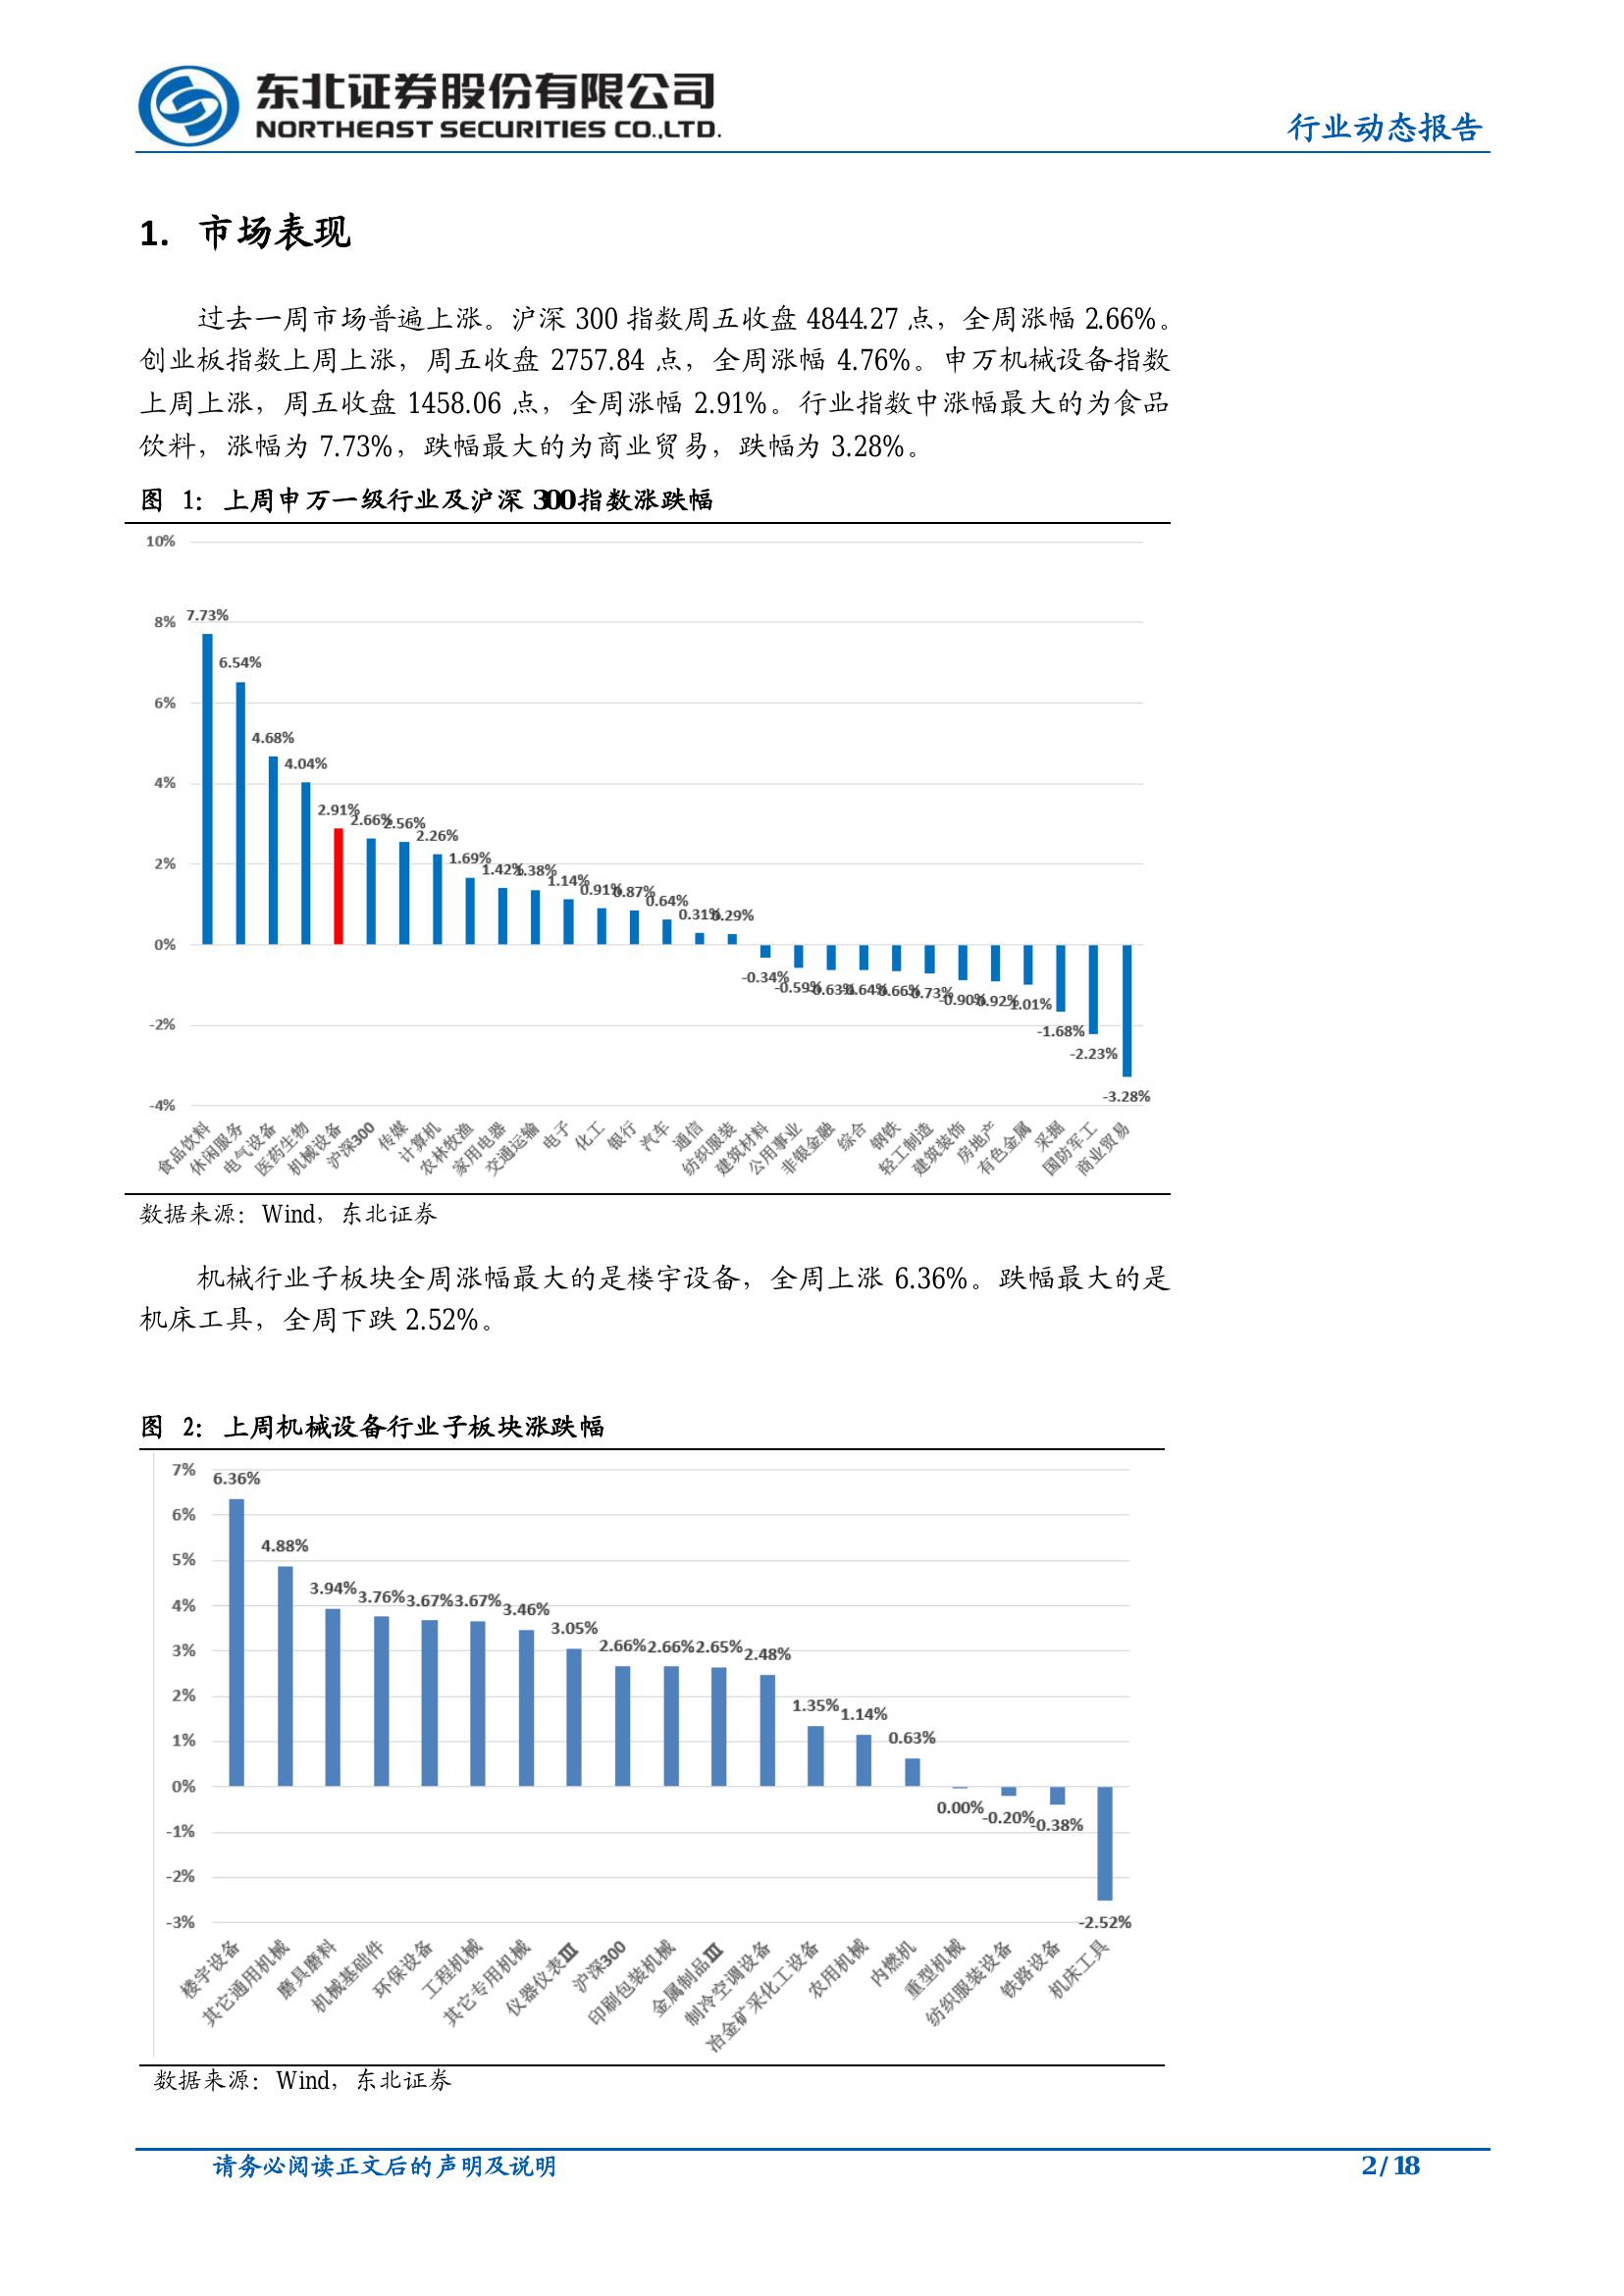 东北证券股份有限公司
NORTHEAST SECURITIES CO.,LTD.
行业动态报告
1. 市场表现
过去一周市场普遍上涨。沪深 300 指数周五收盘 4844.27 点，全周涨幅 2.66%。
创业板指数上周上涨，周五收盘 2757.84 点，全周涨幅 4.76%。申万机械设备指数
上周上涨，周五收盘 1458.06 点，全周涨幅 2.91%。行业指数中涨幅最大的为食品
饮料，涨幅为 7.73%，跌幅最大的为商业贸易，跌幅为 3.28%。
图 1：上周申万一级行业及沪深 300指数涨跌幅
10%
8%
6%
4%
2%
0%
-2%
-4%
7.73%
6.54%
4.68%
4.04%
2.91%
2.66%
2.56%
2.26%
1.69%
1.42%
1.38%
1.14%
0.91%
0.87%
0.64%
0.31%
0.29%
-0.34%
-0.59%
-0.63%
-0.64%
-0.66%
-0.73%
-0.90%
-0.92%
-1.01%
-1.68%
-2.23%
-3.28%
食品饮料
休闲服务
电气设备
医药生物
机械设备
沪深300
传媒
计算机
农林牧渔
家用电器
交通运输
电子
化工
银行
汽车
通信
纺织服装
建筑材料
公用事业
非银金融
综合
钢铁
轻工制造
建筑装饰
房地产
有色金属
采掘
国防军工
商业贸易
数据来源：Wind，东北证券
机械行业子板块全周涨幅最大的是楼宇设备，全周上涨 6.36%。跌幅最大的是
机床工具，全周下跌 2.52%。
图 2：上周机械设备行业子板块涨跌幅
7%
6%
5%
4%
3%
2%
1%
0%
-1%
-2%
-3%
6.36%
4.88%
3.94%
3.76%
3.67%
3.67%
3.46%
3.05%
2.66%
2.66%
2.65%
2.48%
1.35%
1.14%
0.63%
0.00%
-0.20%
-0.38%
-2.52%
楼宇设备
其它通用机械
磨具磨料
机械基础件
环保设备
工程机械
其它专用机械
仪器仪表Ⅲ
沪深300
印刷包装机械
金属制品Ⅲ
制冷空调设备
冶金矿采化工设备
农用机械
内燃机
重型机械
纺织服装设备
铁路设备
机床工具
数据来源：Wind，东北证券
请务必阅读正文后的声明及说明
2 / 18